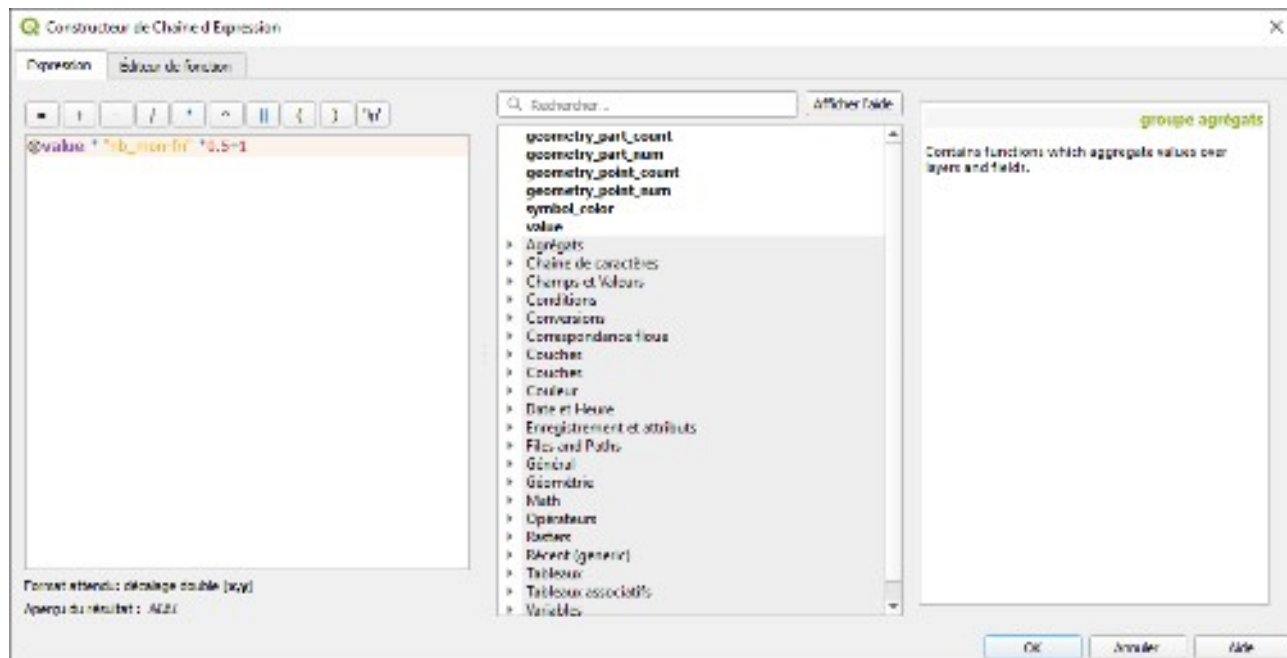 Constructeur de Chaîne d Expression
Expression Éditeur de fonction
= + - / * ^ || ( ) '\n'
@value * *0.5+1
Format attendu : décalage double [x,y]
Aperçu du résultat : NULL
Rechercher… Afficher l'aide
geometry_part_count
geometry_part_num
geometry_point_count
geometry_point_num
symbol_color
value
Agrégats
Chaîne de caractères
Champs et Valeurs
Conditions
Conversions
Correspondance floue
Couches
Couches
Couleur
Date et Heure
Enregistrement et attributs
Files and Paths
Général
Géométrie
Math
Opérateurs
Rasters
Récent (generic)
Tableaux
Tableaux associatifs
Variables
groupe agrégats
Contains functions which aggregate values over
layers and fields.
OK Annuler Aide